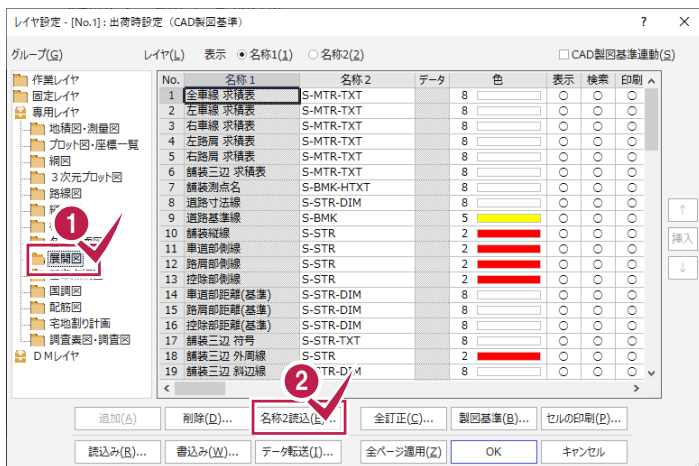 レイヤ設定 - [No.1] : 出荷時設定（CAD製図基準） ? ×
グループ(G) レイヤ(L) 表示 名称1(1) 名称2(2) CAD製図基準連動(S)
作業レイヤ
固定レイヤ
専用レイヤ
地積図・測量図
プロット図・座標一覧
網図
３次元プロット図
路線図
1
展開図
国調図
配筋図
宅地割り計画
調査素図・調査図
ＤＭレイヤ
No. 名称１ 名称２ データ 色 表示 検索 印刷
1 全車線 求積表 S-MTR-TXT 8 ○ ○ ○
2 左車線 求積表 S-MTR-TXT 8 ○ ○ ○
3 右車線 求積表 S-MTR-TXT 8 ○ ○ ○
4 左路肩 求積表 S-MTR-TXT 8 ○ ○ ○
5 右路肩 求積表 S-MTR-TXT 8 ○ ○ ○
6 舗装三辺 求積表 S-MTR-TXT 8 ○ ○ ○
7 舗装測点名 S-BMK-HTXT 8 ○ ○ ○
8 道路寸法線 S-STR-DIM 8 ○ ○ ○
9 道路基準線 S-BMK 5 ○ ○ ○
10 舗装縦線 S-STR 2 ○ ○ ○
11 車道部側線 S-STR 2 ○ ○ ○
12 路肩部側線 S-STR 2 ○ ○ ○
13 控除部側線 S-STR 2 ○ ○ ○
14 車道部距離(基準) S-STR-DIM 8 ○ ○ ○
15 路肩部距離(基準) S-STR-DIM 8 ○ ○ ○
16 控除部距離(基準) S-STR-DIM 8 ○ ○ ○
17 舗装三辺 符号 S-STR-TXT 8 ○ ○ ○
18 舗装三辺 外周線 S-STR 2 ○ ○ ○
19 舗装三辺 斜辺線 S-STR-DIM 8 ○ ○ ○
↑
挿入
↓
2
追加(A) 削除(D)... 名称2読込(E)... 全訂正(C)... 製図基準(B)... セルの印刷(P)...
読込み(R)... 書込み(W)... データ転送(I)... 全ページ適用(Z) OK キャンセル